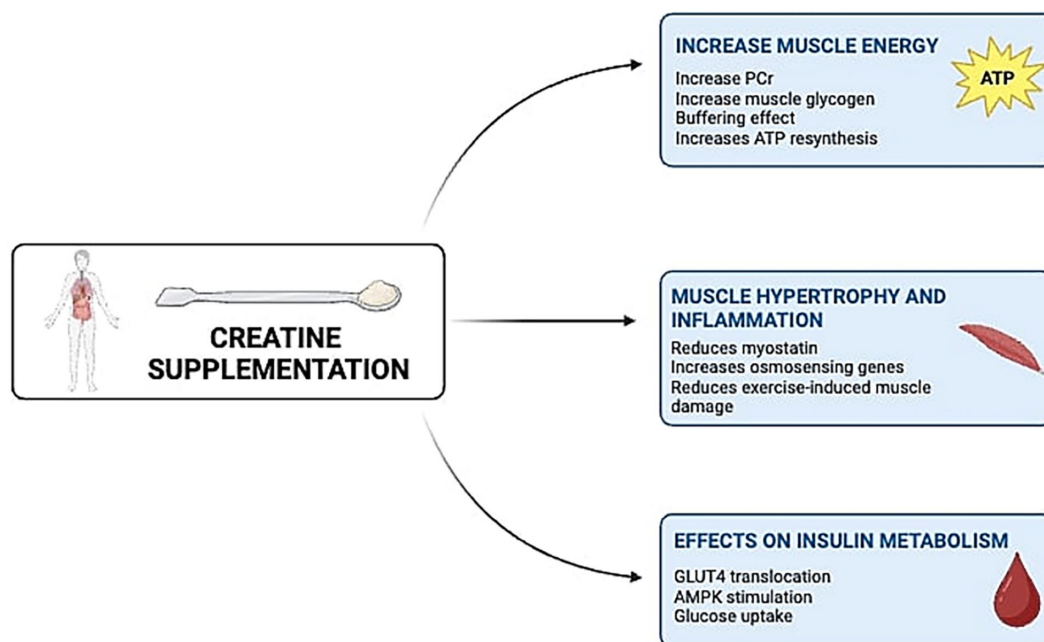 INCREASE MUSCLE ENERGY
ATP
Increase PCr
Increase muscle glycogen
Buffering effect
Increases ATP resynthesis
CREATINE
SUPPLEMENTATION
MUSCLE HYPERTROPHY AND
INFLAMMATION
Reduces myostatin
Increases osmosensing genes
Reduces exercise-induced muscle
damage
EFFECTS ON INSULIN METABOLISM
GLUT4 translocation
AMPK stimulation
Glucose uptake